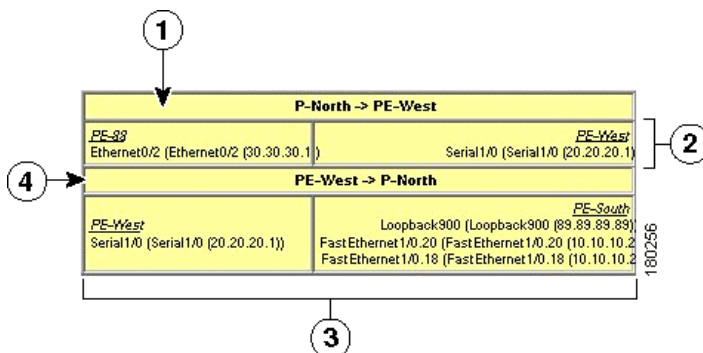 1
P-North -> PE-West
PE-88
Ethernet0/2 (Ethernet0/2 (30.30.30.1)
PE-West
Serial1/0 (Serial1/0 (20.20.20.1)
2
4
PE-West -> P-North
PE-West
Serial1/0 (Serial1/0 (20.20.20.1))
PE-South
Loopback900 (Loopback900 (89.89.89.89))
FastEthernet1/0.20 (FastEthernet1/0.20 (10.10.10.2
FastEthernet1/0.18 (FastEthernet1/0.18 (10.10.10.2
180256
3